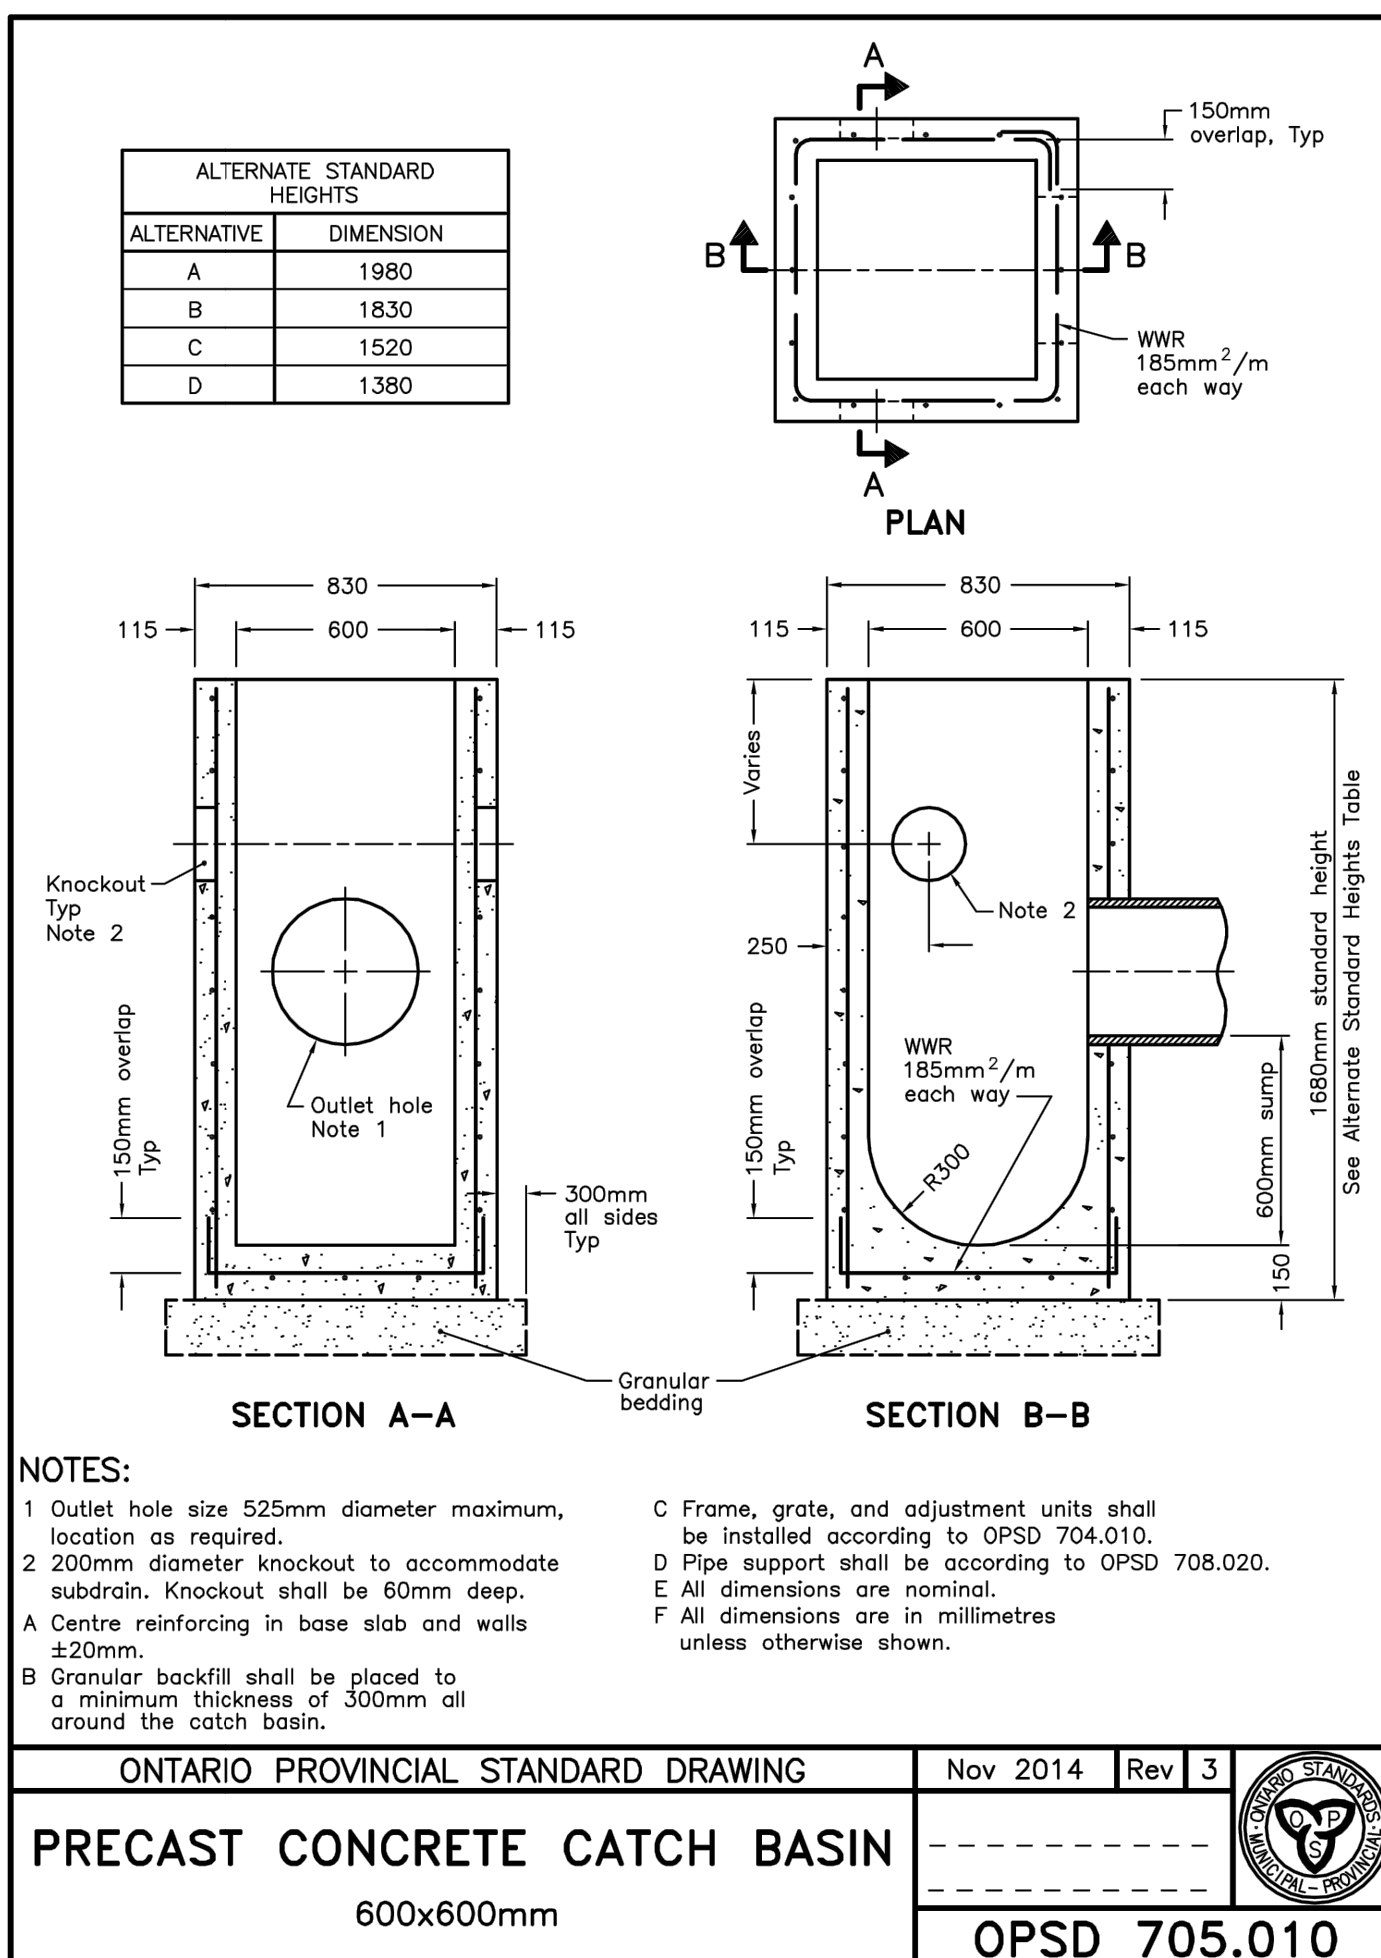 ALTERNATE STANDARD
HEIGHTS
ALTERNATIVE DIMENSION
A 1980
B 1830
C 1520
D 1380
A
150mm
overlap, Typ
B
B
WWR
185mm²/m
each way
A
PLAN
830
115
600
115
Knockout
Typ
Note 2
Outlet hole
Note 1
150mm overlap
Typ
300mm
all sides
Typ
SECTION A–A
830
115
600
115
Varies
Note 2
250
WWR
185mm²/m
each way
150mm overlap
Typ
R300
600mm sump
150
1680mm standard height
See Alternate Standard Heights Table
Granular
bedding
SECTION B–B
NOTES:
1 Outlet hole size 525mm diameter maximum,
location as required.
2 200mm diameter knockout to accommodate
subdrain. Knockout shall be 60mm deep.
A Centre reinforcing in base slab and walls
±20mm.
B Granular backfill shall be placed to
a minimum thickness of 300mm all
around the catch basin.
C Frame, grate, and adjustment units shall
be installed according to OPSD 704.010.
D Pipe support shall be according to OPSD 708.020.
E All dimensions are nominal.
F All dimensions are in millimetres
unless otherwise shown.
ONTARIO PROVINCIAL STANDARD DRAWING
Nov 2014 Rev 3
PRECAST CONCRETE CATCH BASIN
600x600mm
ONTARIO STANDARDS
MUNICIPAL – PROVINCIAL
O P
S
OPSD 705.010